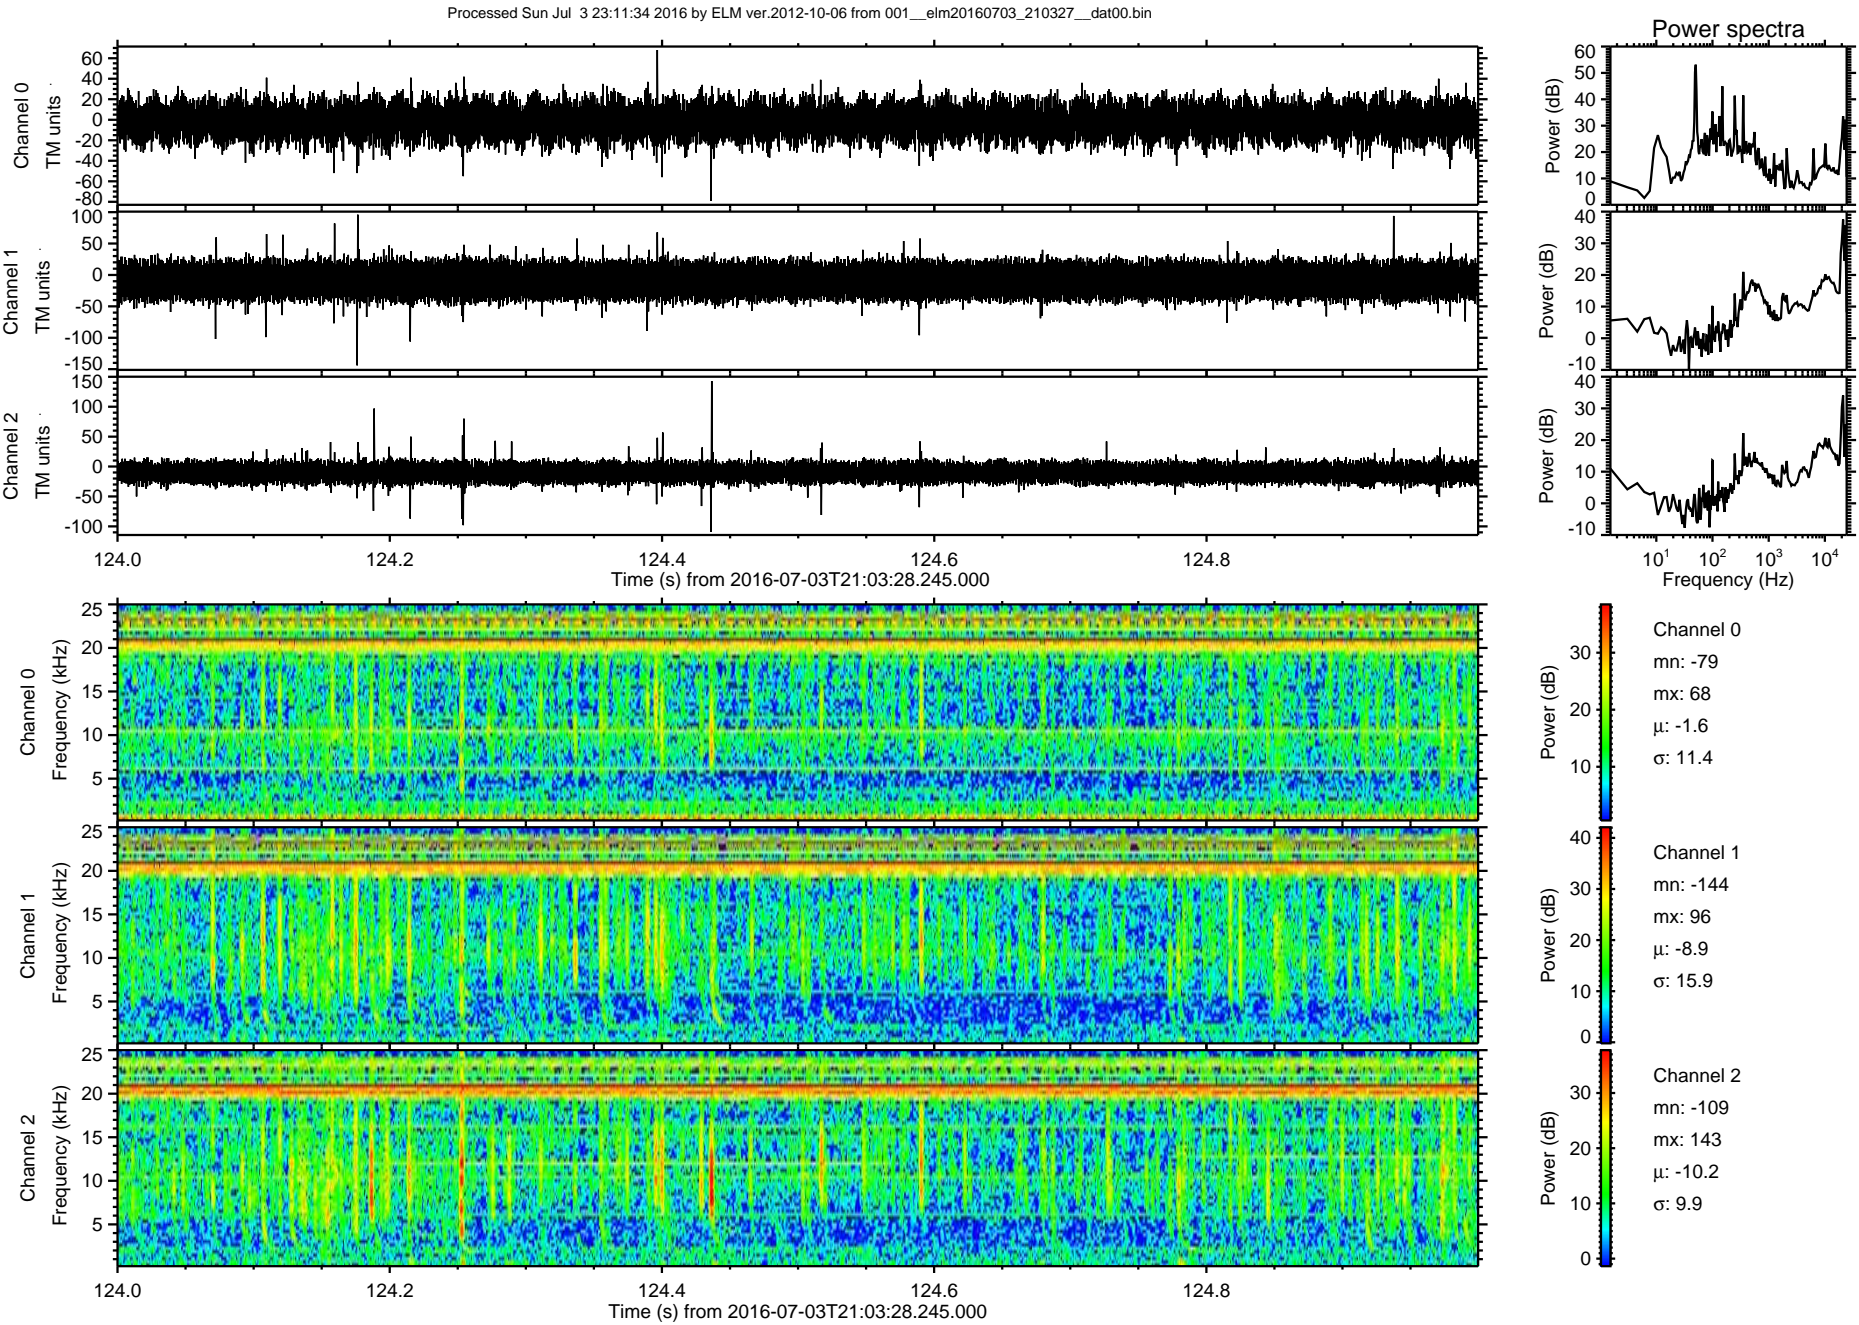 Processed Sun Jul  3 23:11:34 2016 by ELM ver.2012-10-06 from 001__elm20160703_210327__dat00.bin
Power spectra
Channel 0
TM units
60
40
20
0
-20
-40
-60
-80
Power (dB)
60
50
40
30
20
10
0
Channel 1
TM units
100
50
0
-50
-100
-150
Power (dB)
40
30
20
10
0
-10
Channel 2
TM units
150
100
50
0
-50
-100
Power (dB)
40
30
20
10
0
-10
124.0 124.2 124.4 124.6 124.8
Time (s) from 2016-07-03T21:03:28.245.000
10^1 10^2 10^3 10^4
Frequency (Hz)
Channel 0
Frequency (kHz)
25
20
15
10
5
Power (dB)
30
20
10
Channel 0
mn: -79
mx: 68
μ: -1.6
σ: 11.4
Channel 1
Frequency (kHz)
25
20
15
10
5
Power (dB)
40
30
20
10
0
Channel 1
mn: -144
mx: 96
μ: -8.9
σ: 15.9
Channel 2
Frequency (kHz)
25
20
15
10
5
Power (dB)
30
20
10
0
Channel 2
mn: -109
mx: 143
μ: -10.2
σ: 9.9
124.0 124.2 124.4 124.6 124.8
Time (s) from 2016-07-03T21:03:28.245.000